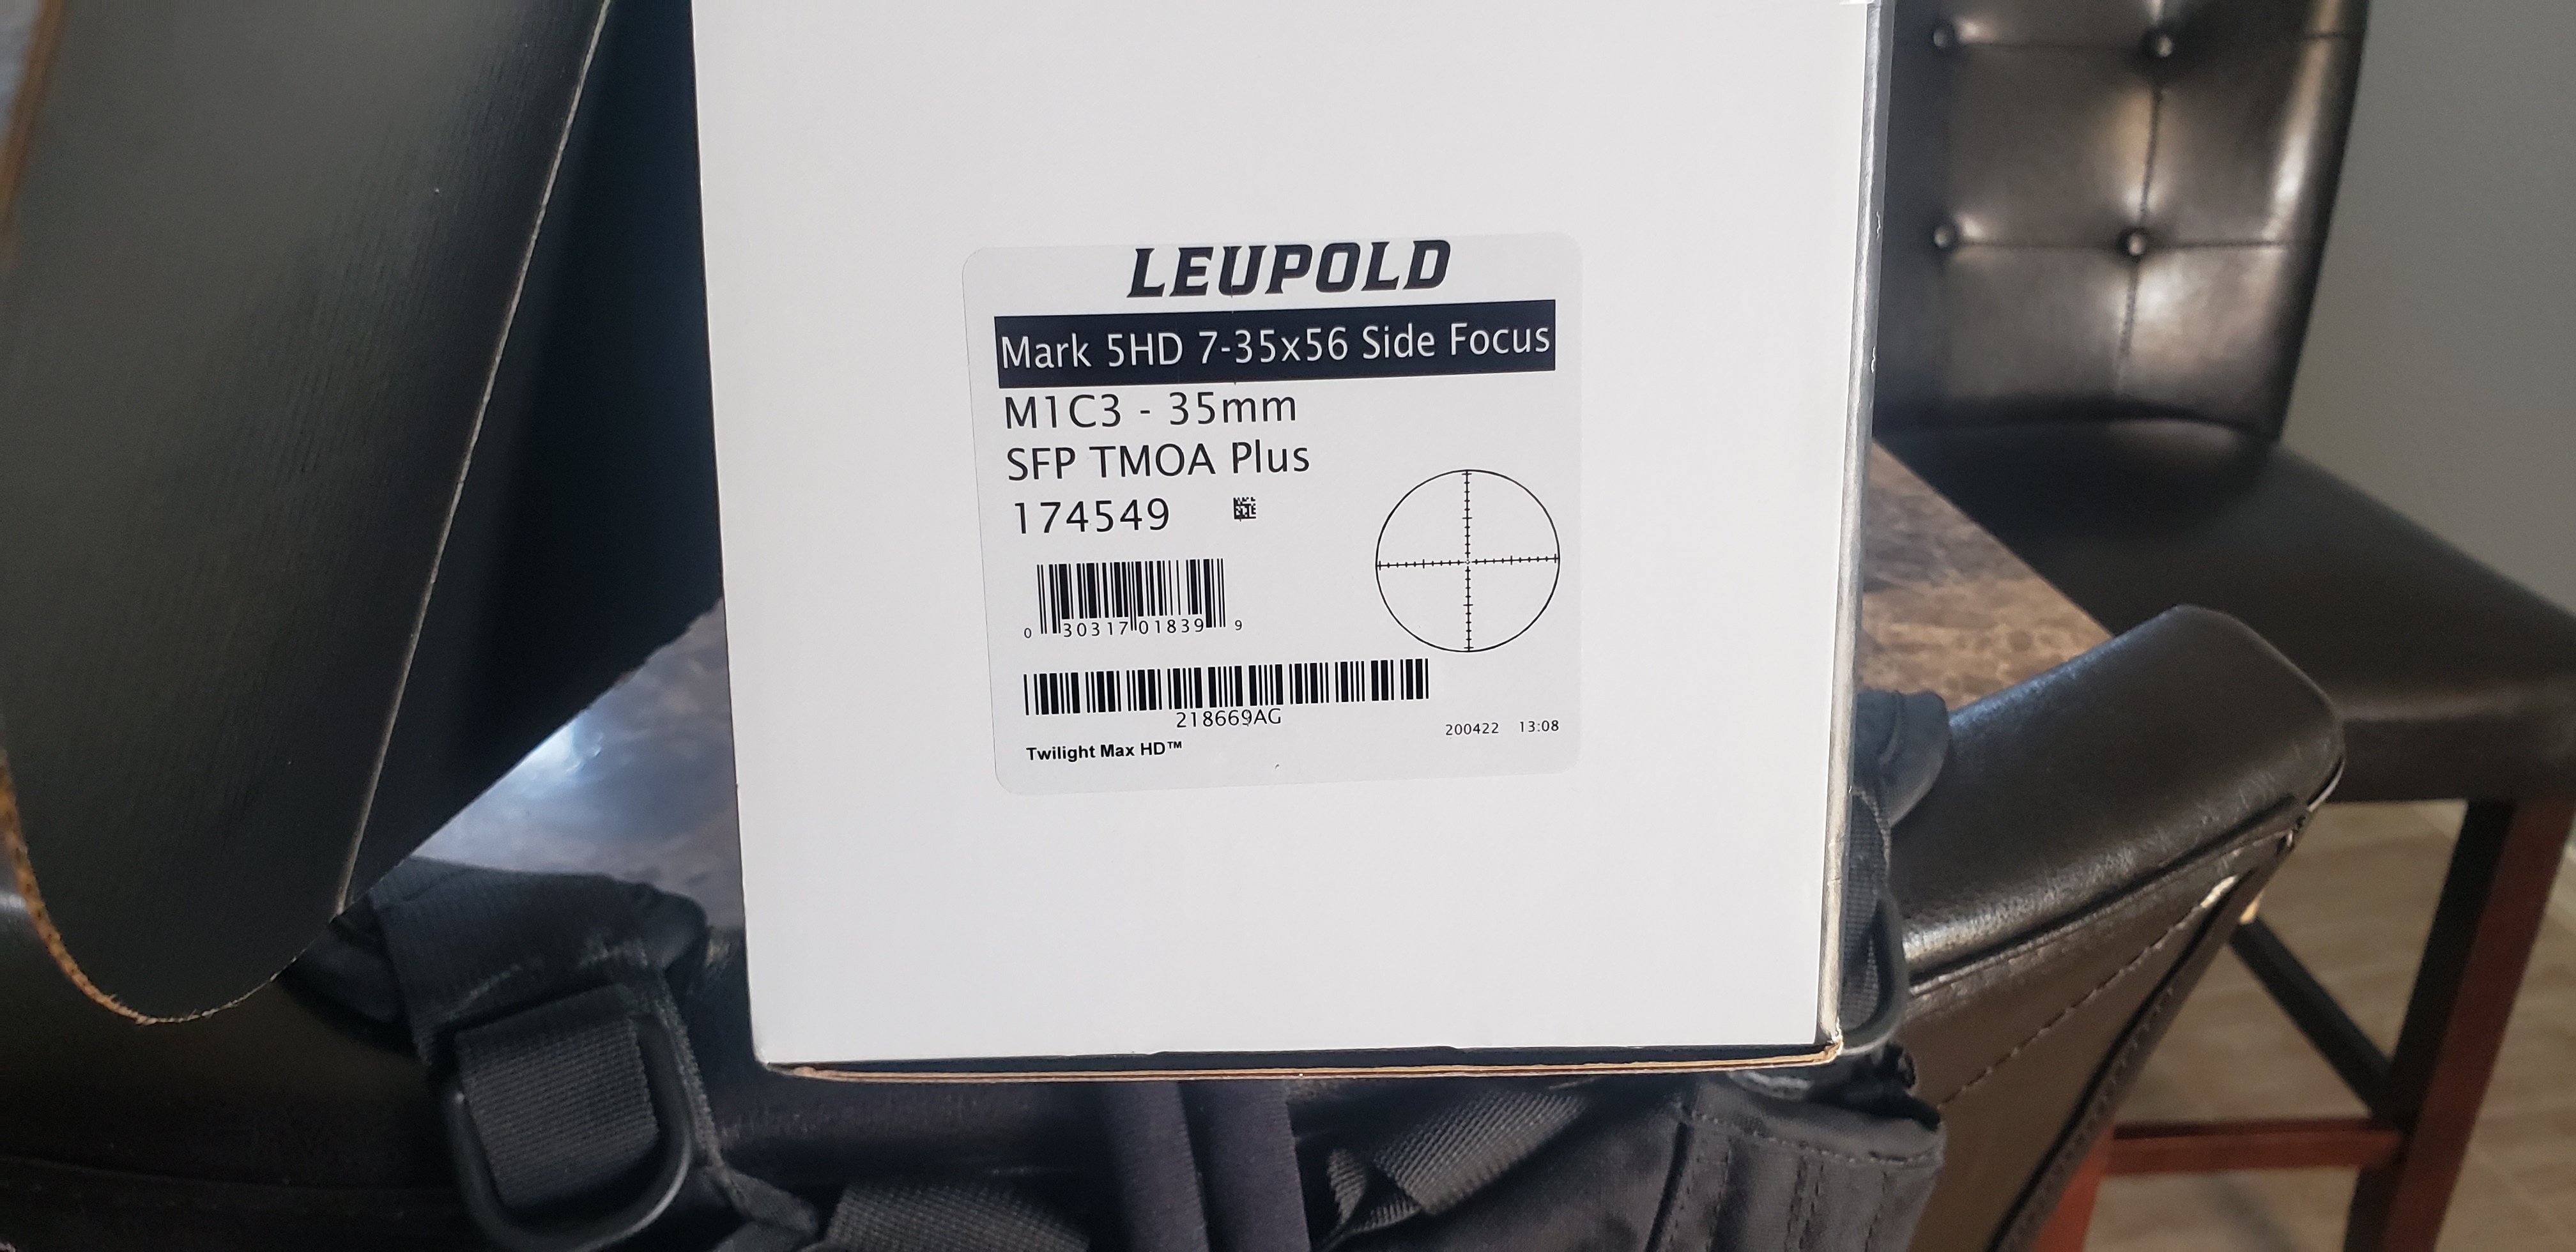 LEUPOLD
Mark 5HD 7-35x56 Side Focus
M1C3 - 35mm
SFP TMOA Plus
174549
0 30317 01839 9
218669AG
200422 13:08
Twilight Max HD™